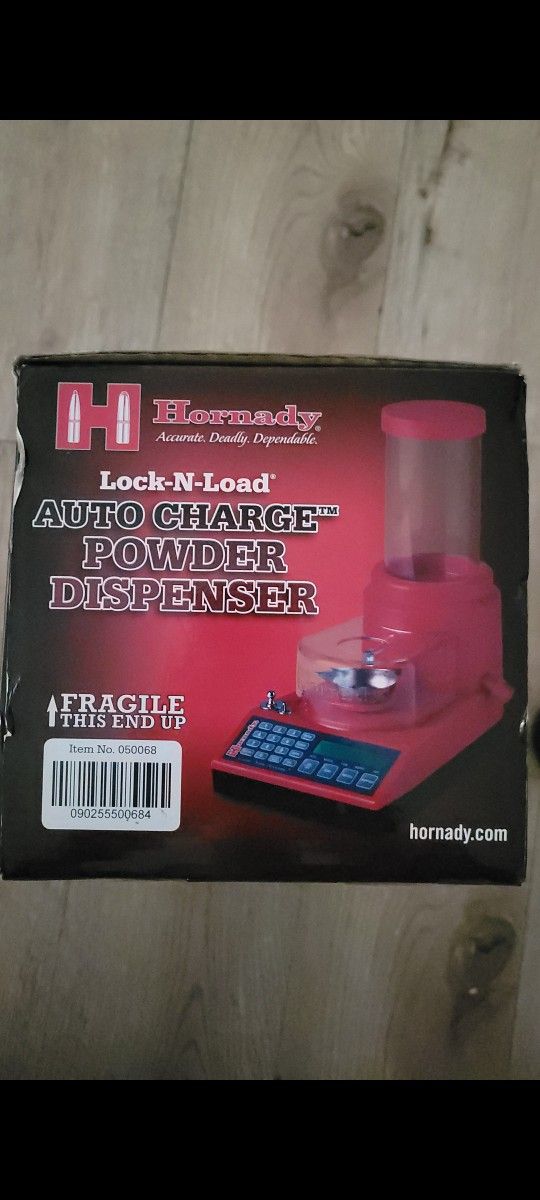 H
Hornady®
Accurate. Deadly. Dependable.
Lock-N-Load®
AUTO CHARGE™
POWDER
DISPENSER
FRAGILE
THIS END UP
Item No. 050068
090255500684
hornady.com